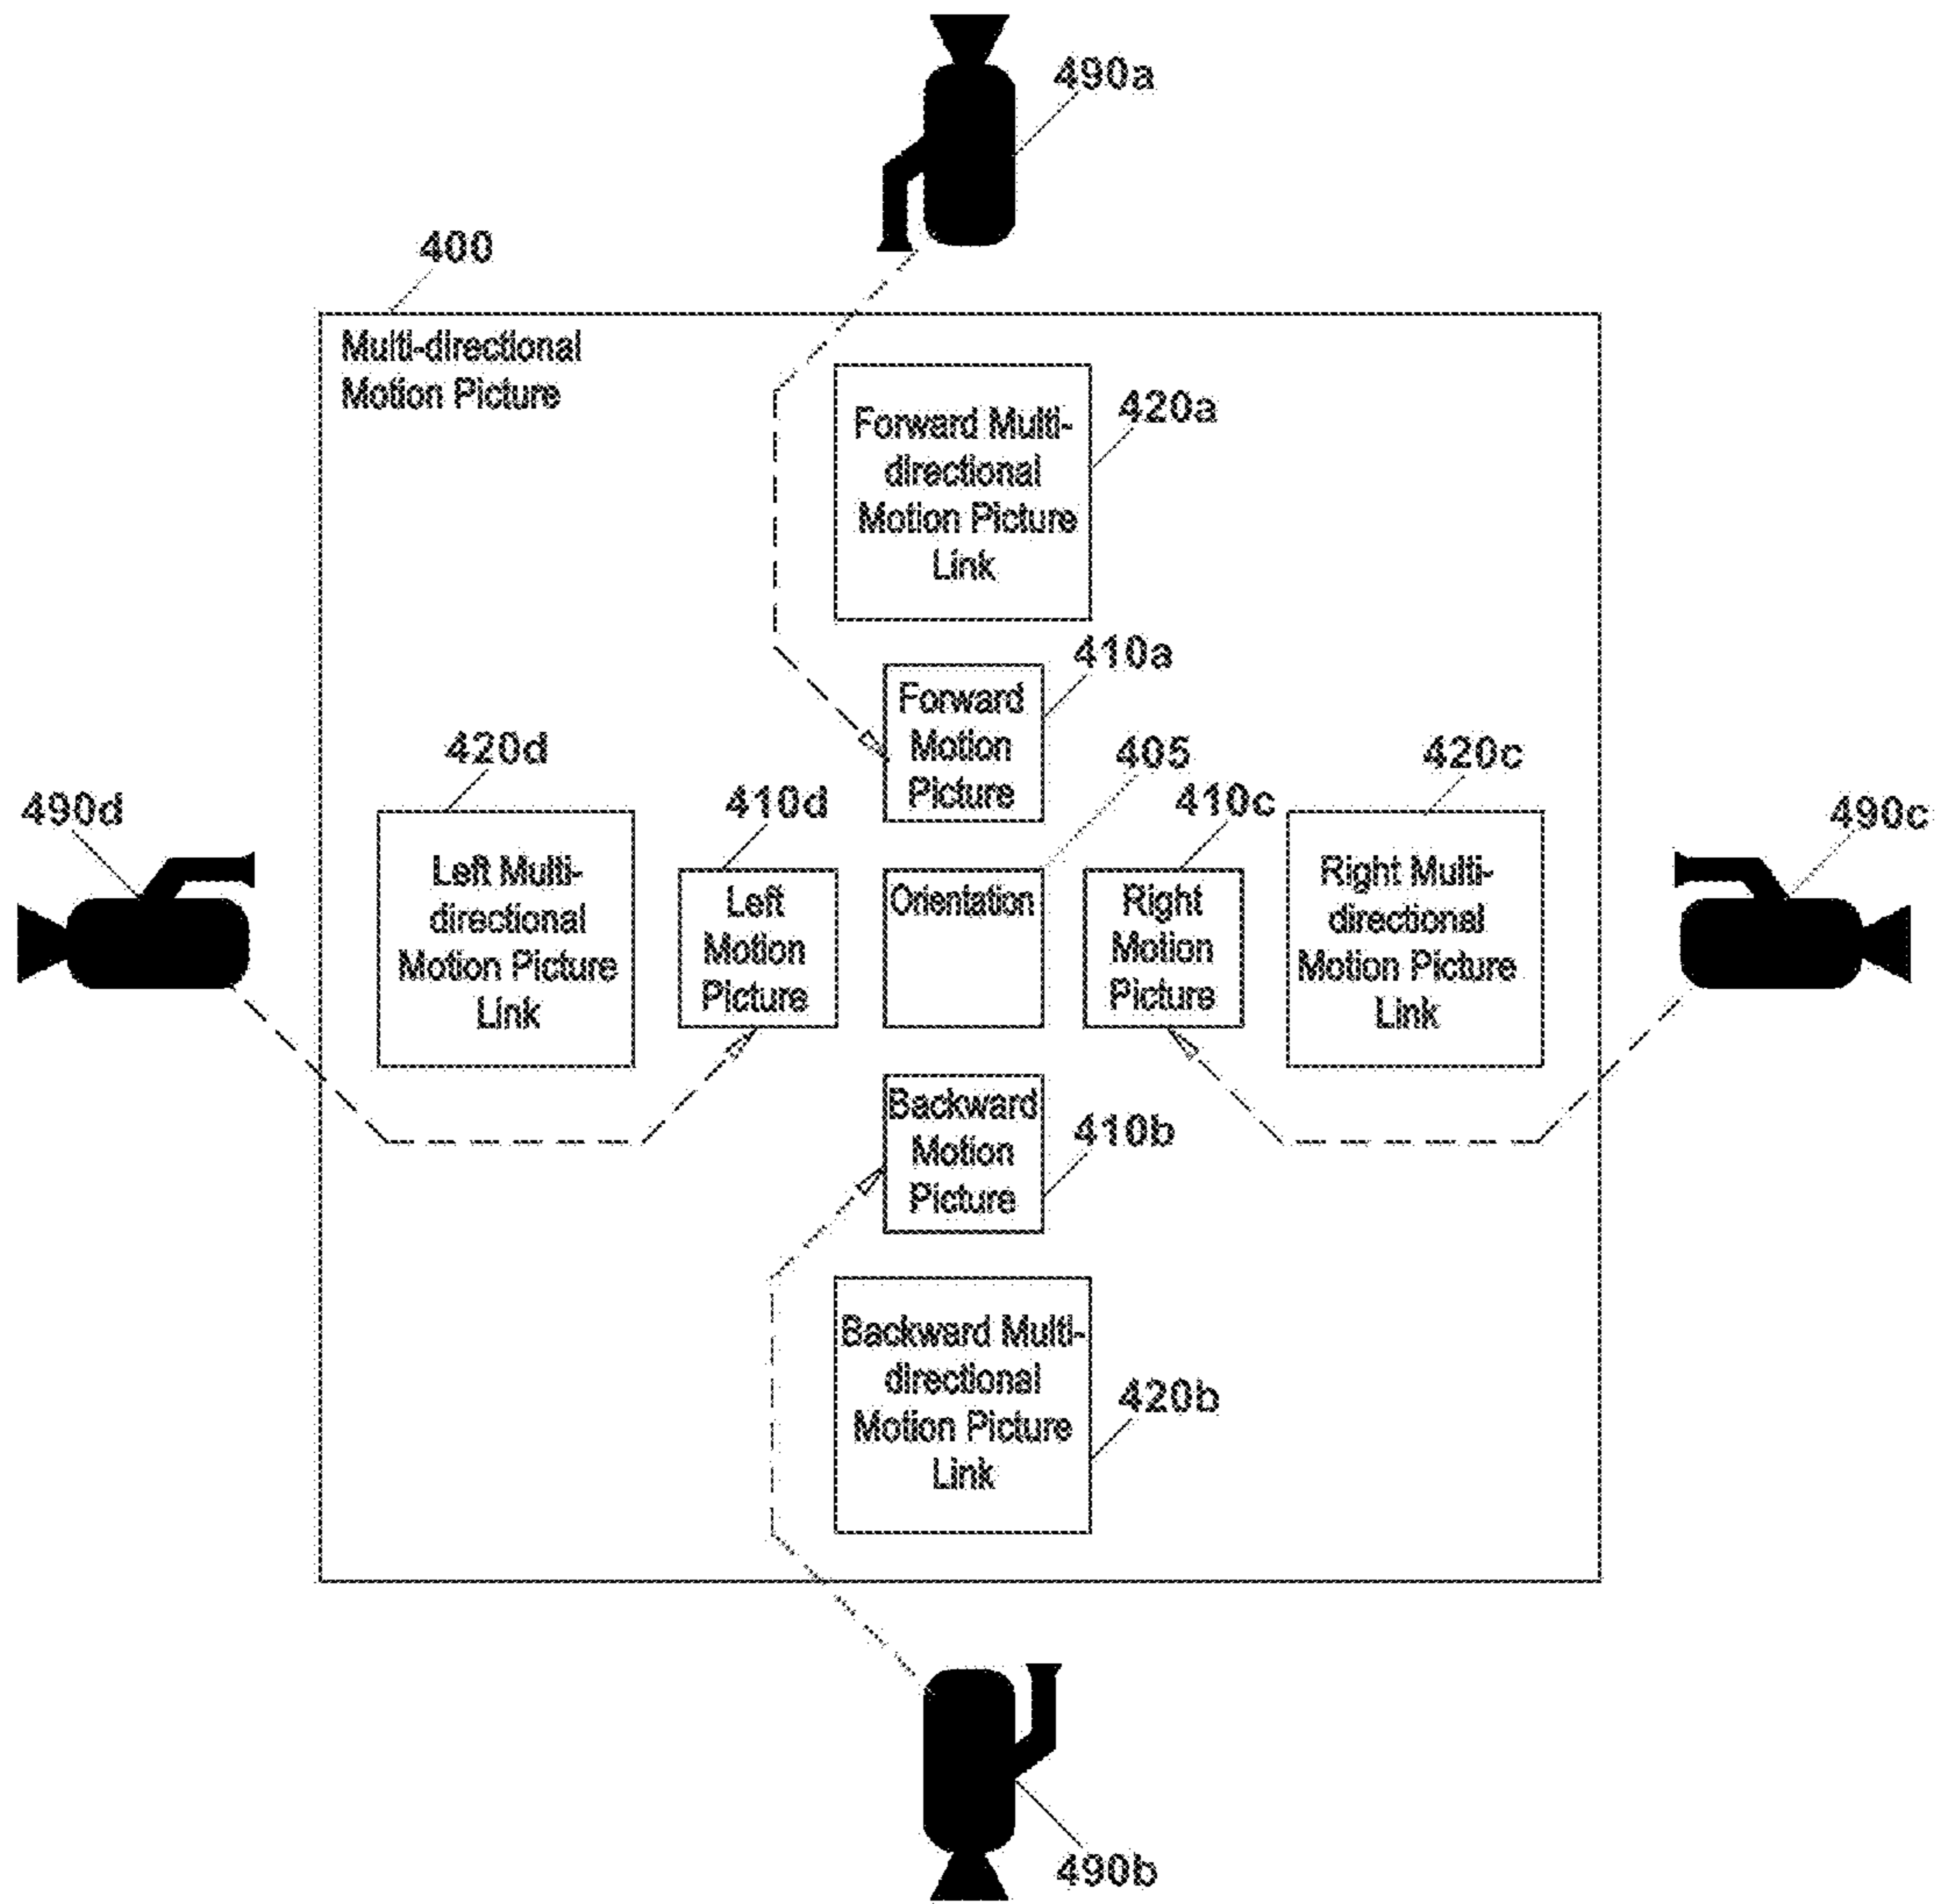 490a
400
Multi-directional
Motion Picture
Forward Multi-
directional
Motion Picture
Link
420a
410a
Forward
Motion
Picture
420d
405
420c
490d
410d
410c
490c
Left Multi-
directional
Motion Picture
Link
Left
Motion
Picture
Orientation
Right
Motion
Picture
Right Multi-
directional
Motion Picture
Link
Backward
Motion
Picture
410b
Backward Multi-
directional
Motion Picture
Link
420b
490b